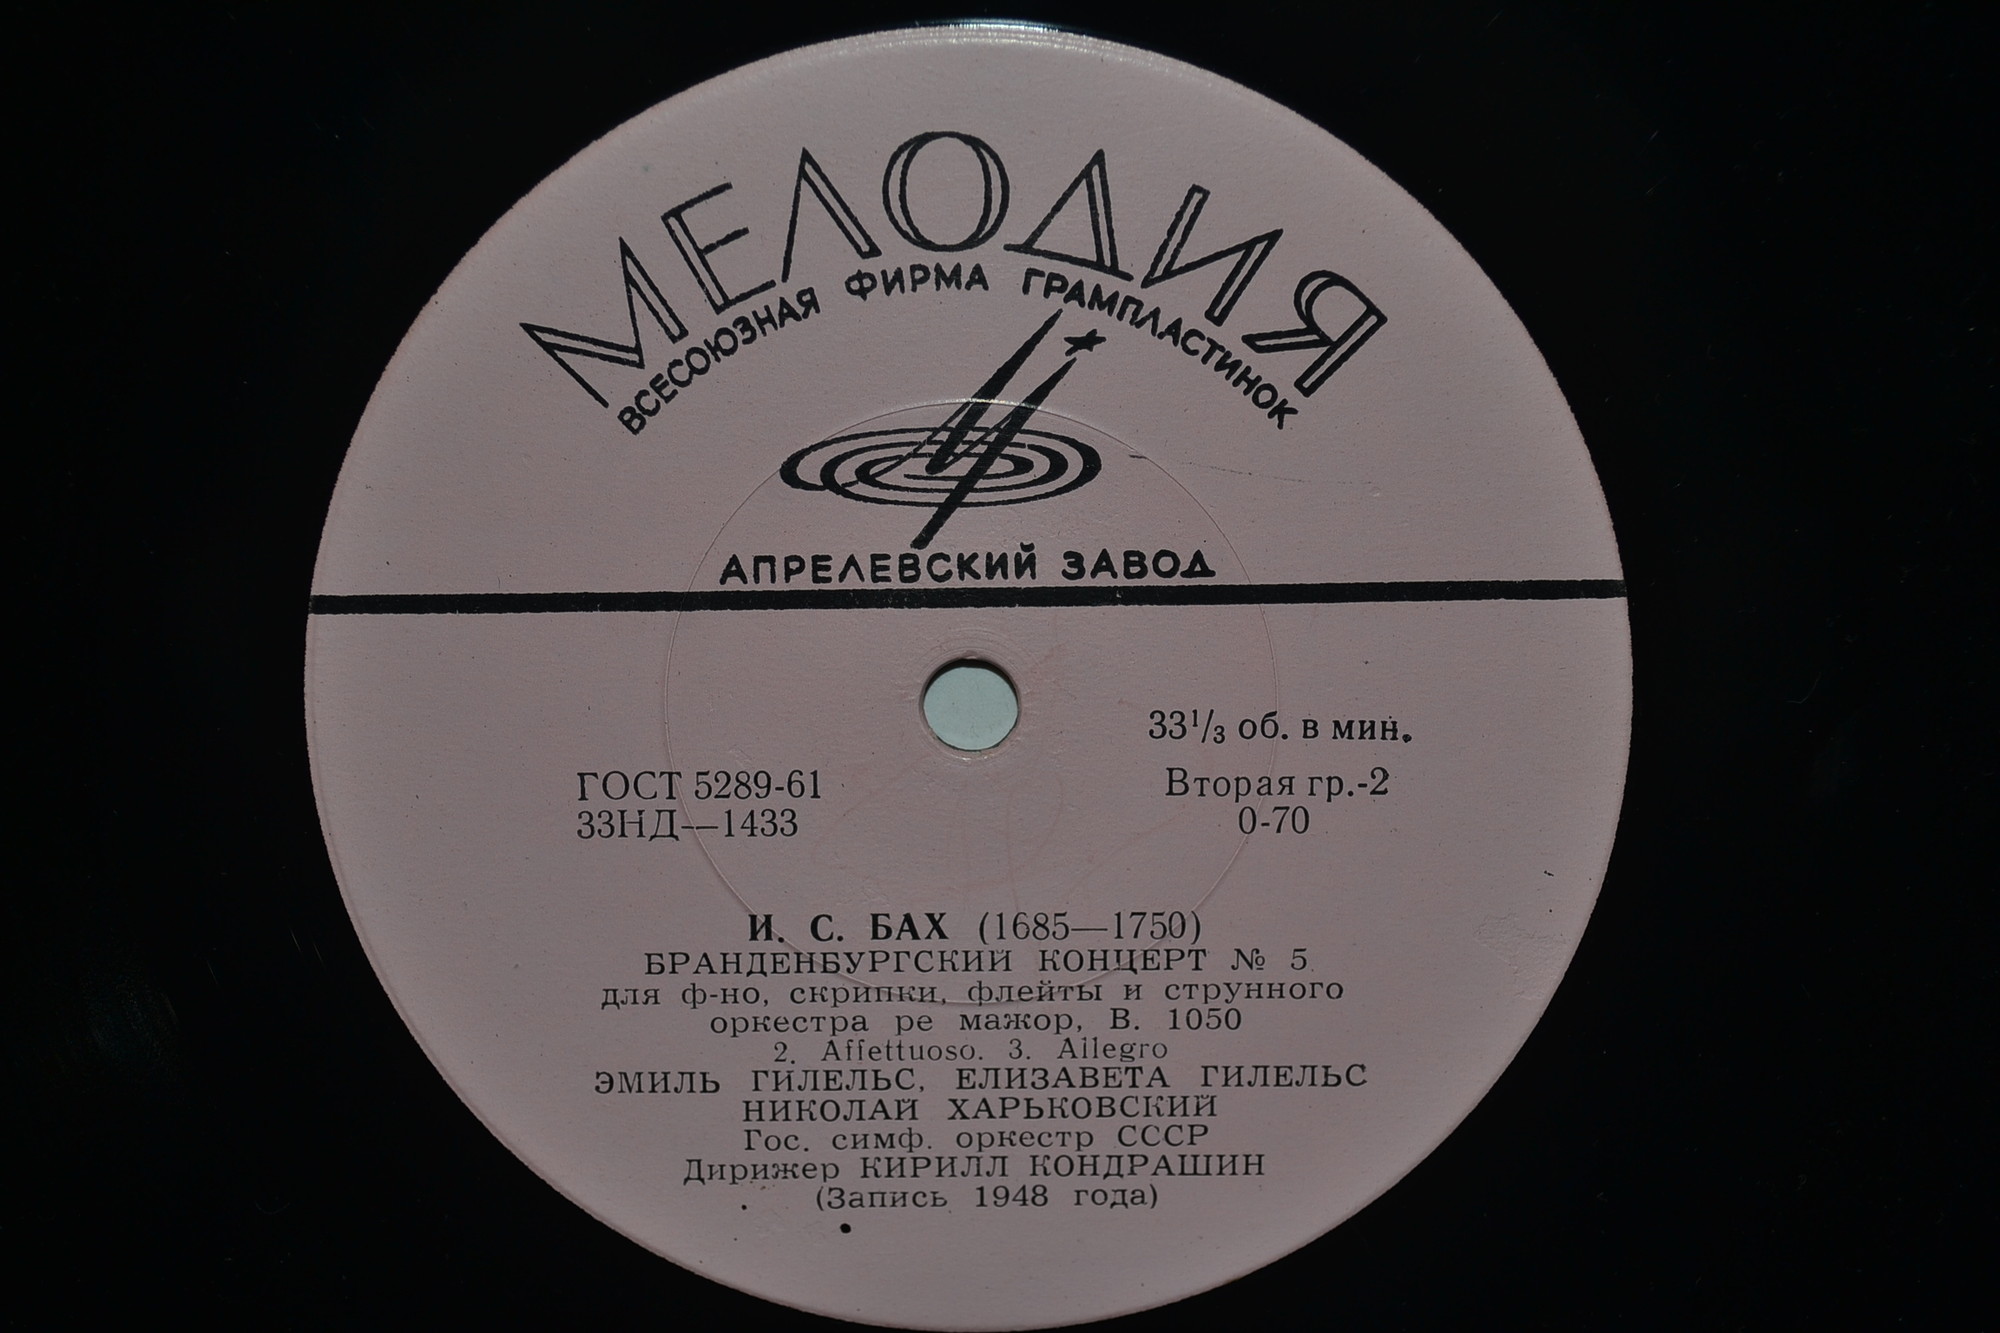 МЕЛОДИЯ
ВСЕСОЮЗНАЯ ФИРМА ГРАМПЛАСТИНОК
АПРЕЛЕВСКИЙ ЗАВОД
33¹/₃ об. в мин.
ГОСТ 5289-61
Вторая гр.-2
33НД—1433
0-70
И. С. БАХ (1685—1750)
БРАНДЕНБУРГСКИЙ КОНЦЕРТ № 5
для ф-но, скрипки, флейты и струнного
оркестра ре мажор, В. 1050
2. Affettuoso. 3. Allegro
ЭМИЛЬ ГИЛЕЛЬС, ЕЛИЗАВЕТА ГИЛЕЛЬС
НИКОЛАЙ ХАРЬКОВСКИЙ
Гос. симф. оркестр СССР
Дирижер КИРИЛЛ КОНДРАШИН
(Запись 1948 года)